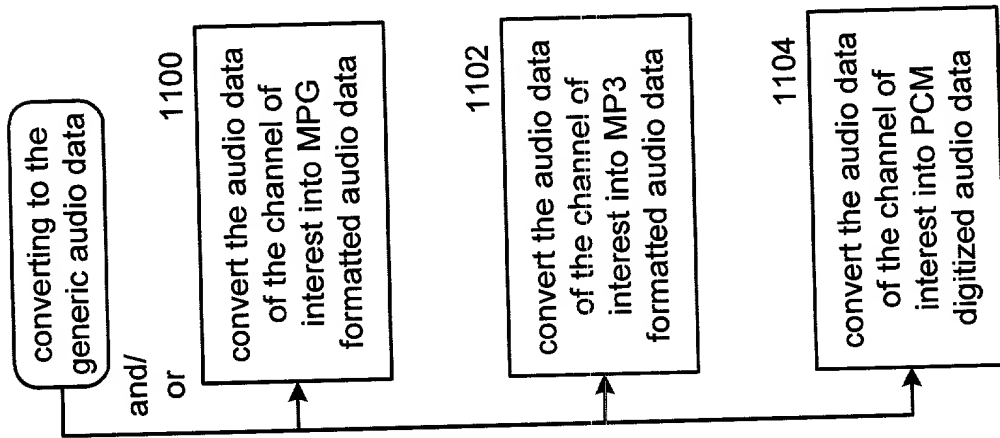 converting to the
generic audio data
and/
or
1100
convert the audio data
of the channel of
interest into MPG
formatted audio data
1102
convert the audio data
of the channel of
interest into MP3
formatted audio data
1104
convert the audio data
of the channel of
interest into PCM
digitized audio data